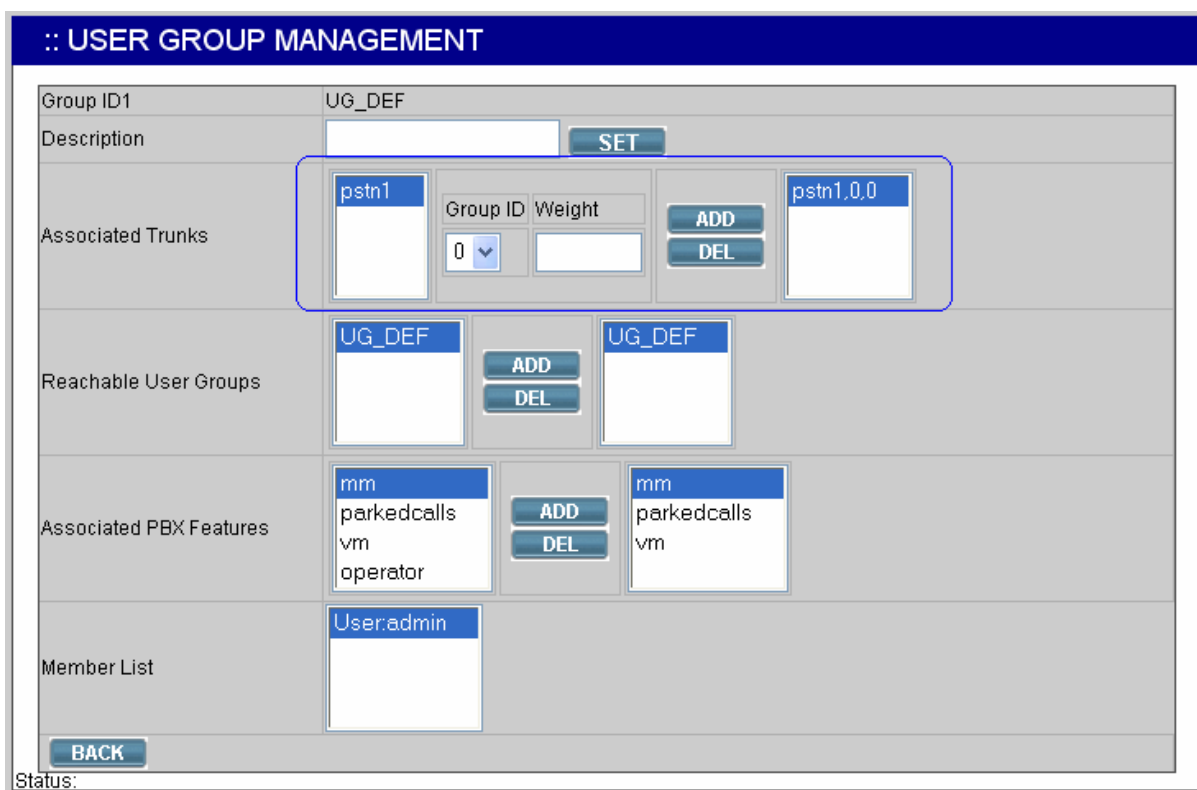 :: USER GROUP MANAGEMENT
Group ID1 UG_DEF
Description SET
Associated Trunks pstn1 Group ID Weight 0 ADD DEL pstn1,0,0
Reachable User Groups UG_DEF ADD DEL UG_DEF
Associated PBX Features
mm
parkedcalls
vm
operator
ADD
DEL
mm
parkedcalls
vm
Member List User:admin
BACK
Status: